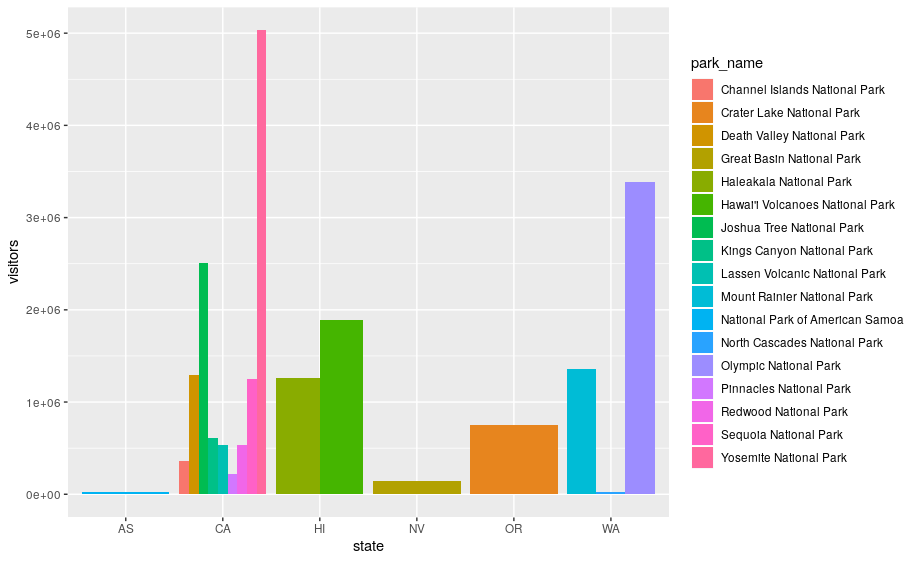 5e+06
4e+06
3e+06
2e+06
1e+06
0e+00
visitors
AS CA HI NV OR WA
state
park_name
Channel Islands National Park
Crater Lake National Park
Death Valley National Park
Great Basin National Park
Haleakala National Park
Hawai'i Volcanoes National Park
Joshua Tree National Park
Kings Canyon National Park
Lassen Volcanic National Park
Mount Rainier National Park
National Park of American Samoa
North Cascades National Park
Olympic National Park
Pinnacles National Park
Redwood National Park
Sequoia National Park
Yosemite National Park